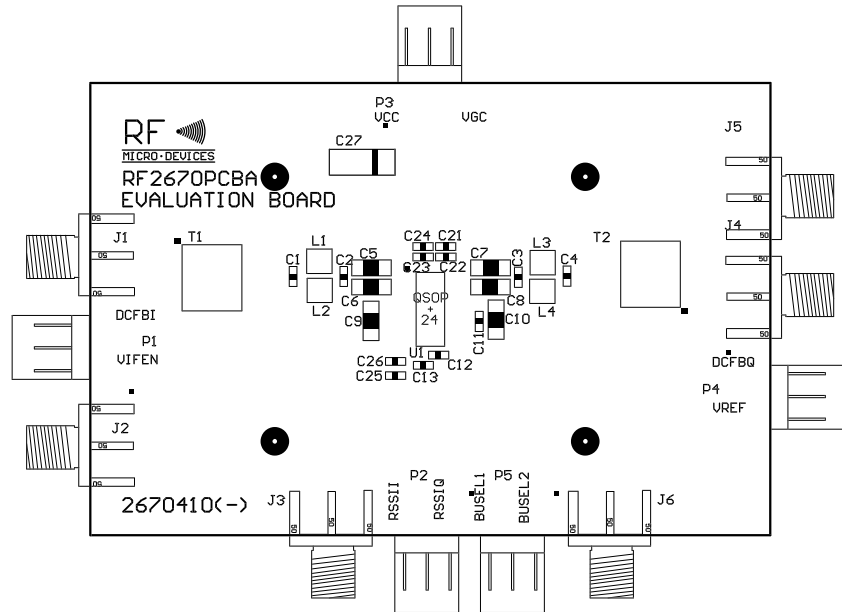 P3
VCC
VGC
RF
MICRO·DEVICES
RF2670PCBA
EVALUATION BOARD
C27
J5
50
50
50
J4
50
50
50
J1
50
50
50
T1
L1
C1
C2
L2
C5
C6
C9
C24
C21
C23
C22
QSOP
+
24
U1
C7
C8
C3
L3
C4
L4
C10
C11
C12
C13
C26
C25
T2
DCFBI
P1
VIFEN
DCFBQ
P4
VREF
J2
50
50
50
2670410(-)
J3
50
50
P2
RSSII
RSSIQ
P5
BUSEL1
BUSEL2
J6
50
50